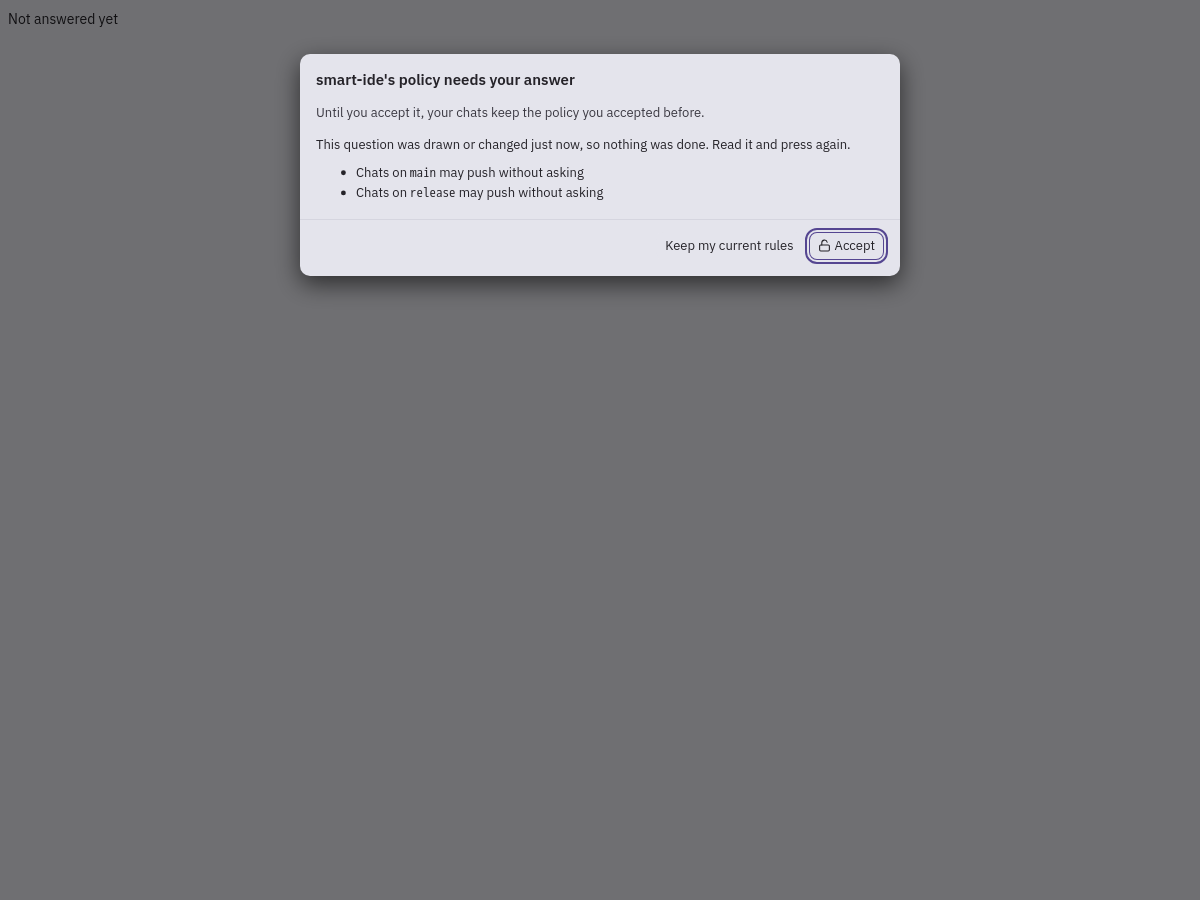 Not answered yet
smart-ide's policy needs your answer
Until you accept it, your chats keep the policy you accepted before.
This question was drawn or changed just now, so nothing was done. Read it and press again.
Chats on main may push without asking
Chats on release may push without asking
Keep my current rules
Accept